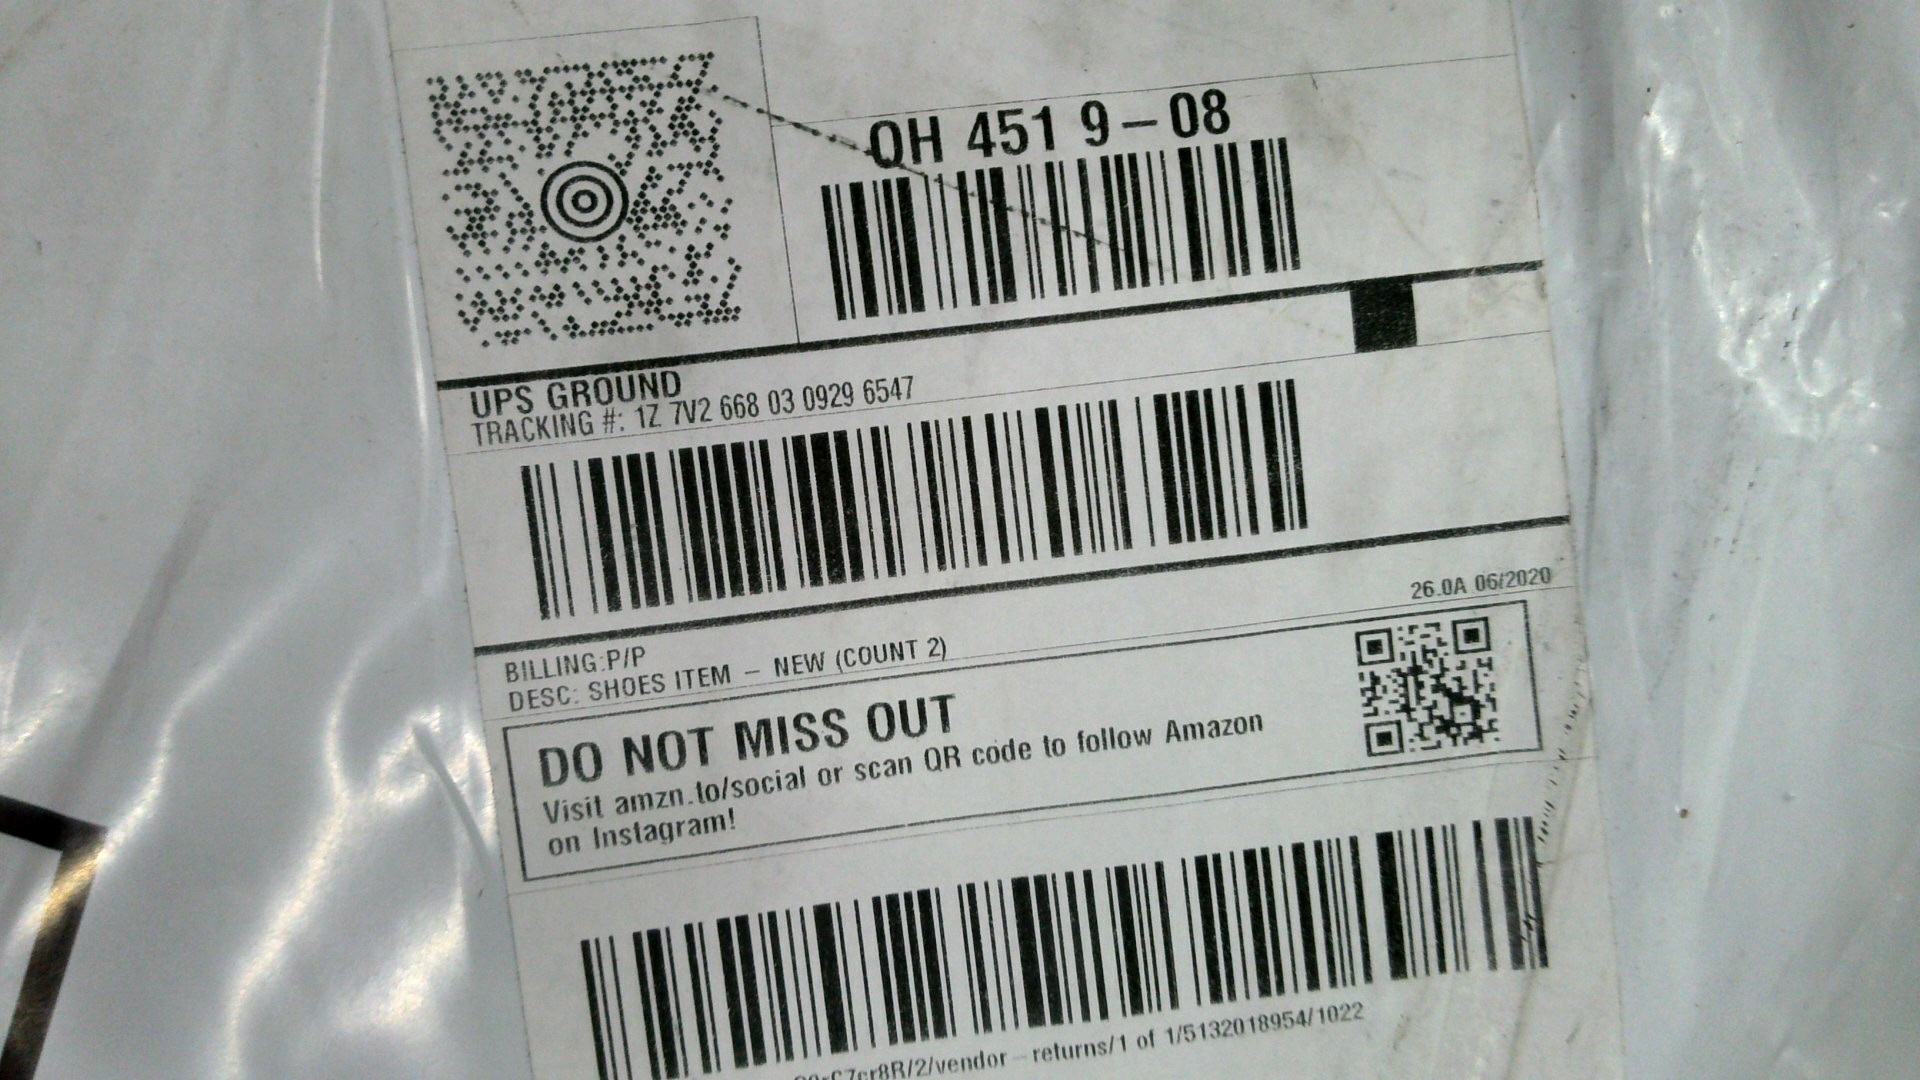 OH 451 9-08
UPS GROUND
TRACKING #: 1Z 7V2 668 03 0929 6547
26.0A 06/2020
BILLING:P/P
DESC: SHOES ITEM - NEW (COUNT 2)
DO NOT MISS OUT
Visit amzn.to/social or scan QR code to follow Amazon
on Instagram!
/2/vendor-returns/1 of 1/5132018954/1022